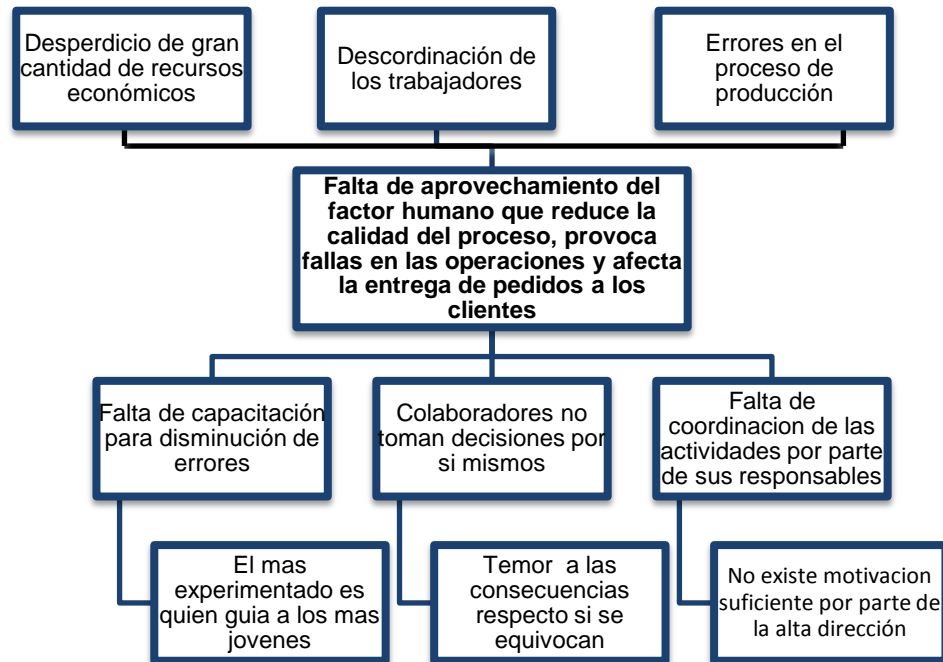 Desperdicio de gran
cantidad de recursos
económicos
Descordinación de
los trabajadores
Errores en el
proceso de
producción
Falta de aprovechamiento del
factor humano que reduce la
calidad del proceso, provoca
fallas en las operaciones y afecta
la entrega de pedidos a los
clientes
Falta de capacitación
para disminución de
errores
Colaboradores no
toman decisiones por
si mismos
Falta de
coordinacion de las
actividades por parte
de sus responsables
El mas
experimentado es
quien guia a los mas
jovenes
Temor a las
consecuencias
respecto si se
equivocan
No existe motivacion
suficiente por parte de
la alta dirección